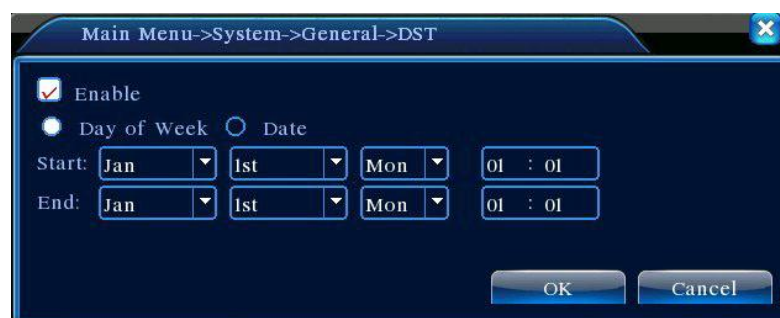 Main Menu->System->General->DST
Enable
Day of Week Date
Start: Jan 1st Mon 01 : 01
End: Jan 1st Mon 01 : 01
OK Cancel